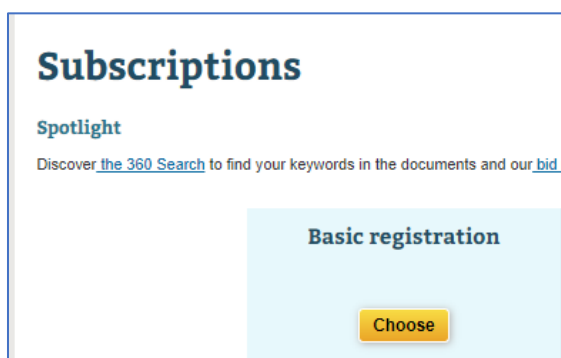 Subscriptions
Spotlight
Discover the 360 Search to find your keywords in the documents and our bid
Basic registration
Choose